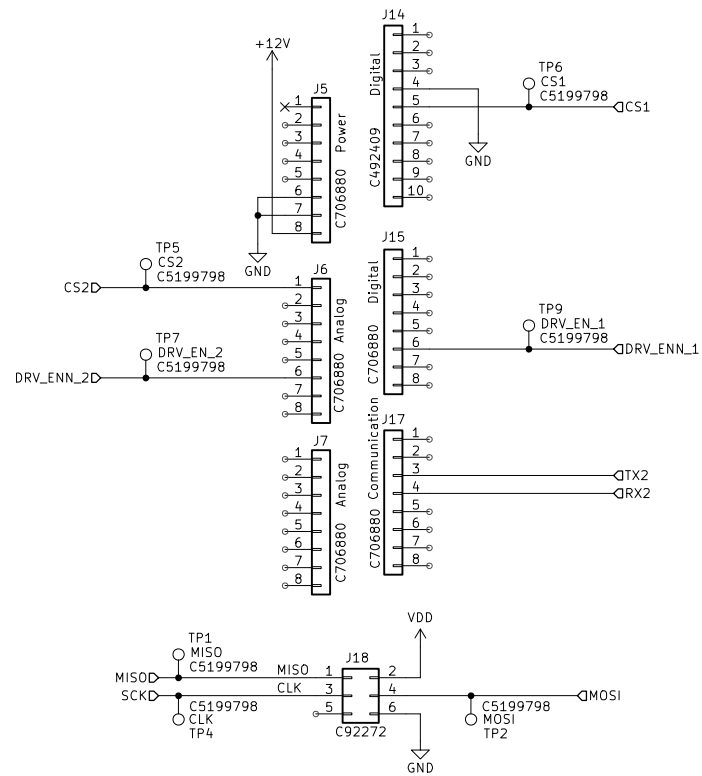 +12V
J5
1
2
3
4
5
6
7
8
Power
C706880
GND
J14
1
2
3
4
5
6
7
8
9
10
Digital
C492409
GND
TP6
CS1
C5199798
CS1
TP5
CS2
C5199798
CS2
TP7
DRV_EN_2
C5199798
DRV_ENN_2
J6
1
2
3
4
5
6
7
8
Analog
C706880
J15
1
2
3
4
5
6
7
8
Digital
C706880
TP9
DRV_EN_1
C5199798
DRV_ENN_1
J7
1
2
3
4
5
6
7
8
Analog
C706880
J17
1
2
3
4
5
6
7
8
Communication
C706880
TX2
RX2
VDD
TP1
MISO
C5199798
MISO
SCK
C5199798
CLK
TP4
MISO
CLK
J18
1
2
3
4
5
6
C92272
GND
C5199798
MOSI
TP2
MOSI